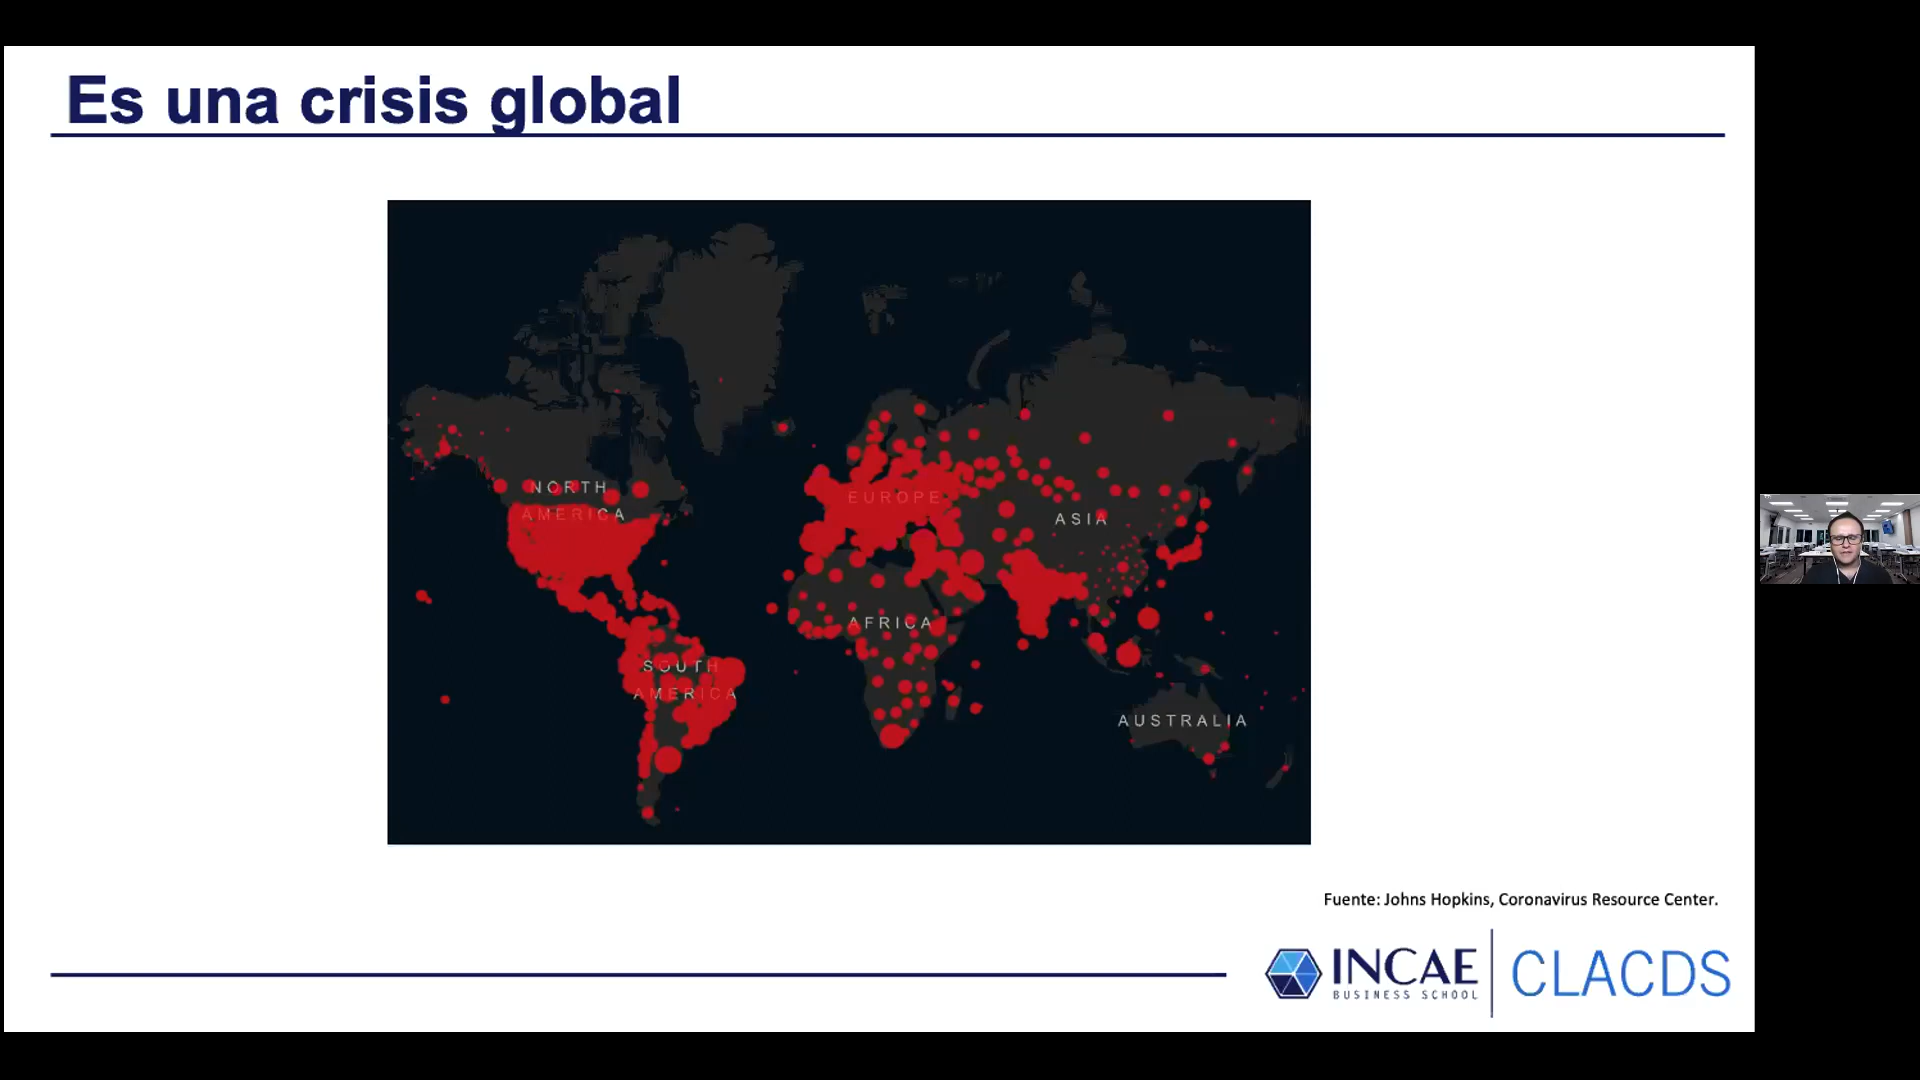 Es una crisis global
NORTH
AMERICA
EUROPE
ASIA
AFRICA
SOUTH
AMERICA
AUSTRALIA
Fuente: Johns Hopkins, Coronavirus Resource Center.
INCAE
BUSINESS SCHOOL
CLACDS